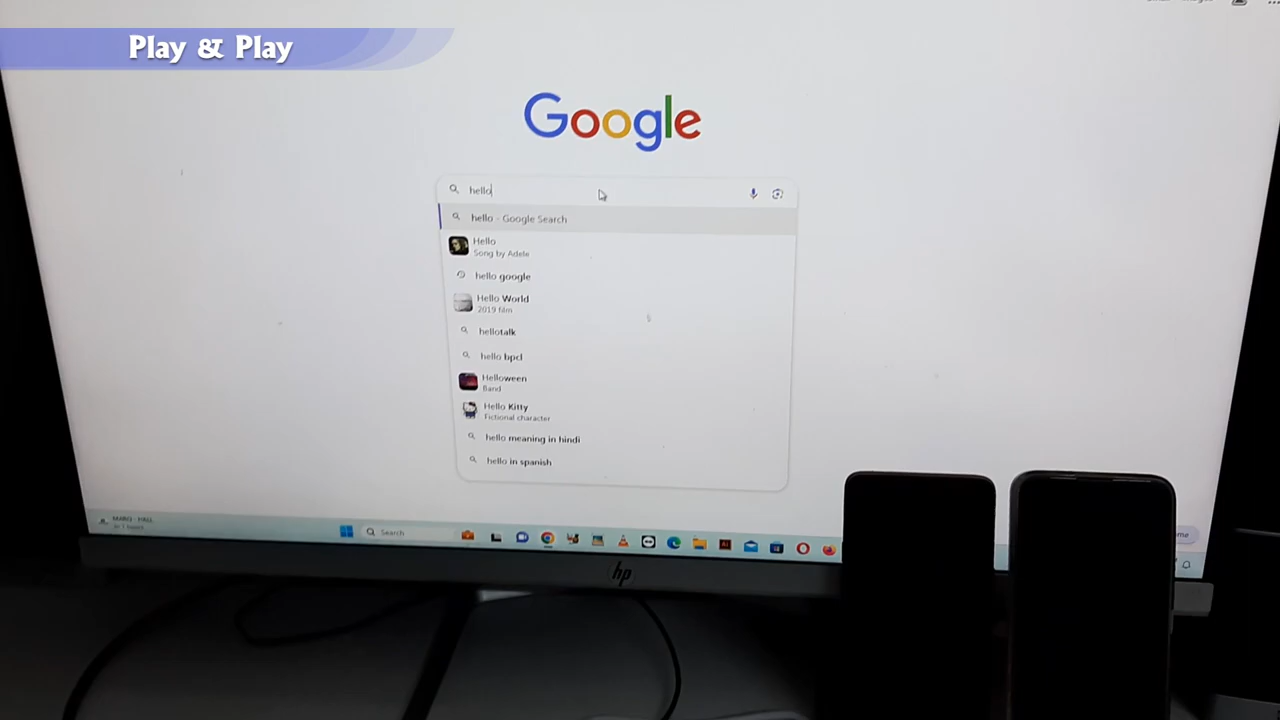 Play & Play
Google
hello
hello - Google Search
Hello
Song by Adele
hello google
Hello World
2019 film
hellotalk
hello bpcl
Helloween
Band
Hello Kitty
Fictional character
hello meaning in hindi
hello in spanish
Search
hp